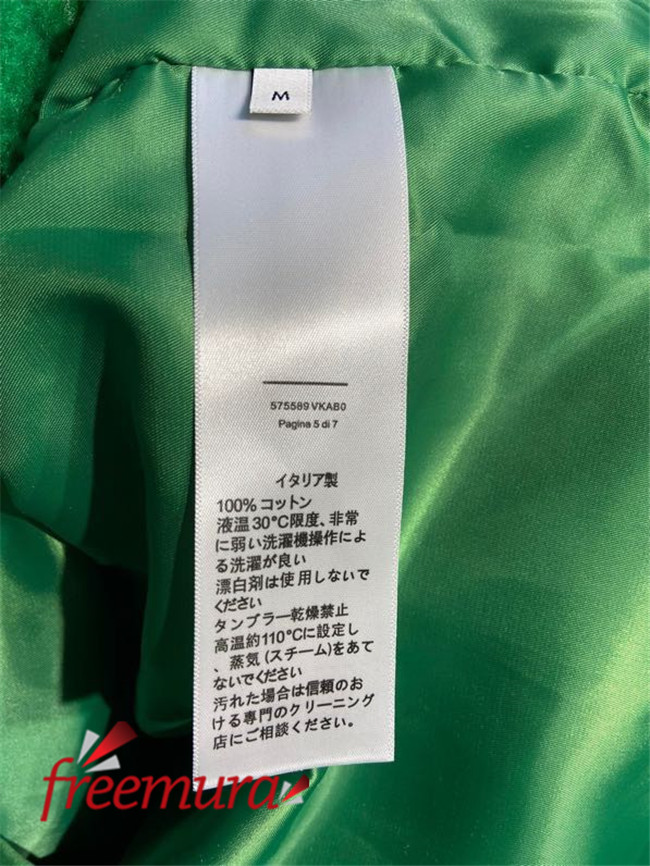 M
575589 VKAB0
Pagina 5 di 7
イタリア製
100% コットン
液温 30°C限度、非常
に弱い洗濯機操作によ
る洗濯が良い
漂白剤は使用しないで
ください
タンブラー乾燥禁止
高温約110°Cに設定し
、蒸気 (スチーム)をあて
ないでください
汚れた場合は信頼のお
ける専門のクリーニング
店にご相談ください。
freemura